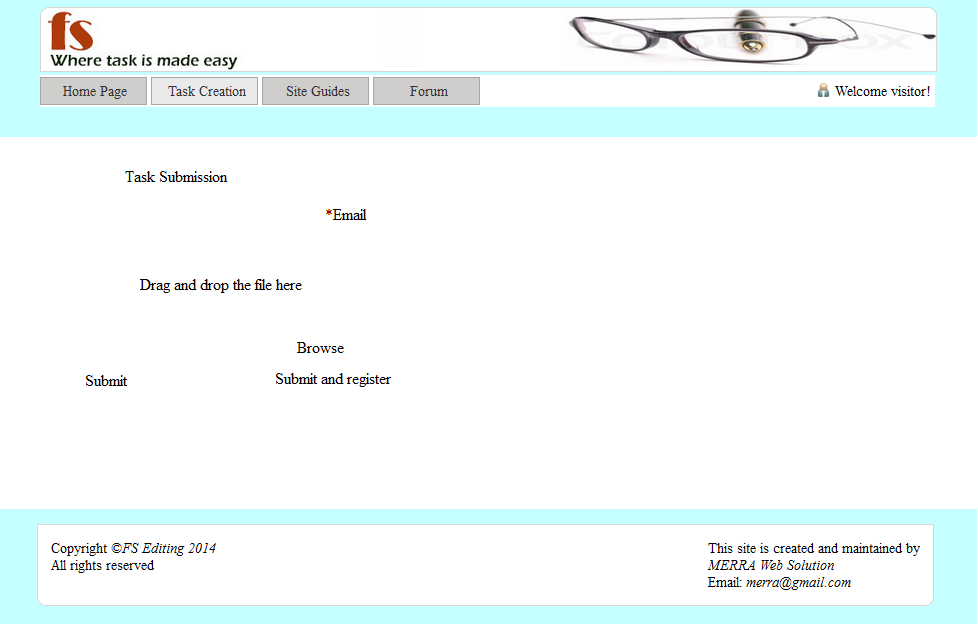 fs
Where task is made easy
Home Page Task Creation Site Guides Forum Welcome visitor!
Task Submission
*Email
Drag and drop the file here
Browse
Submit Submit and register
Copyright ©FS Editing 2014
All rights reserved
This site is created and maintained by
MERRA Web Solution
Email: merra@gmail.com